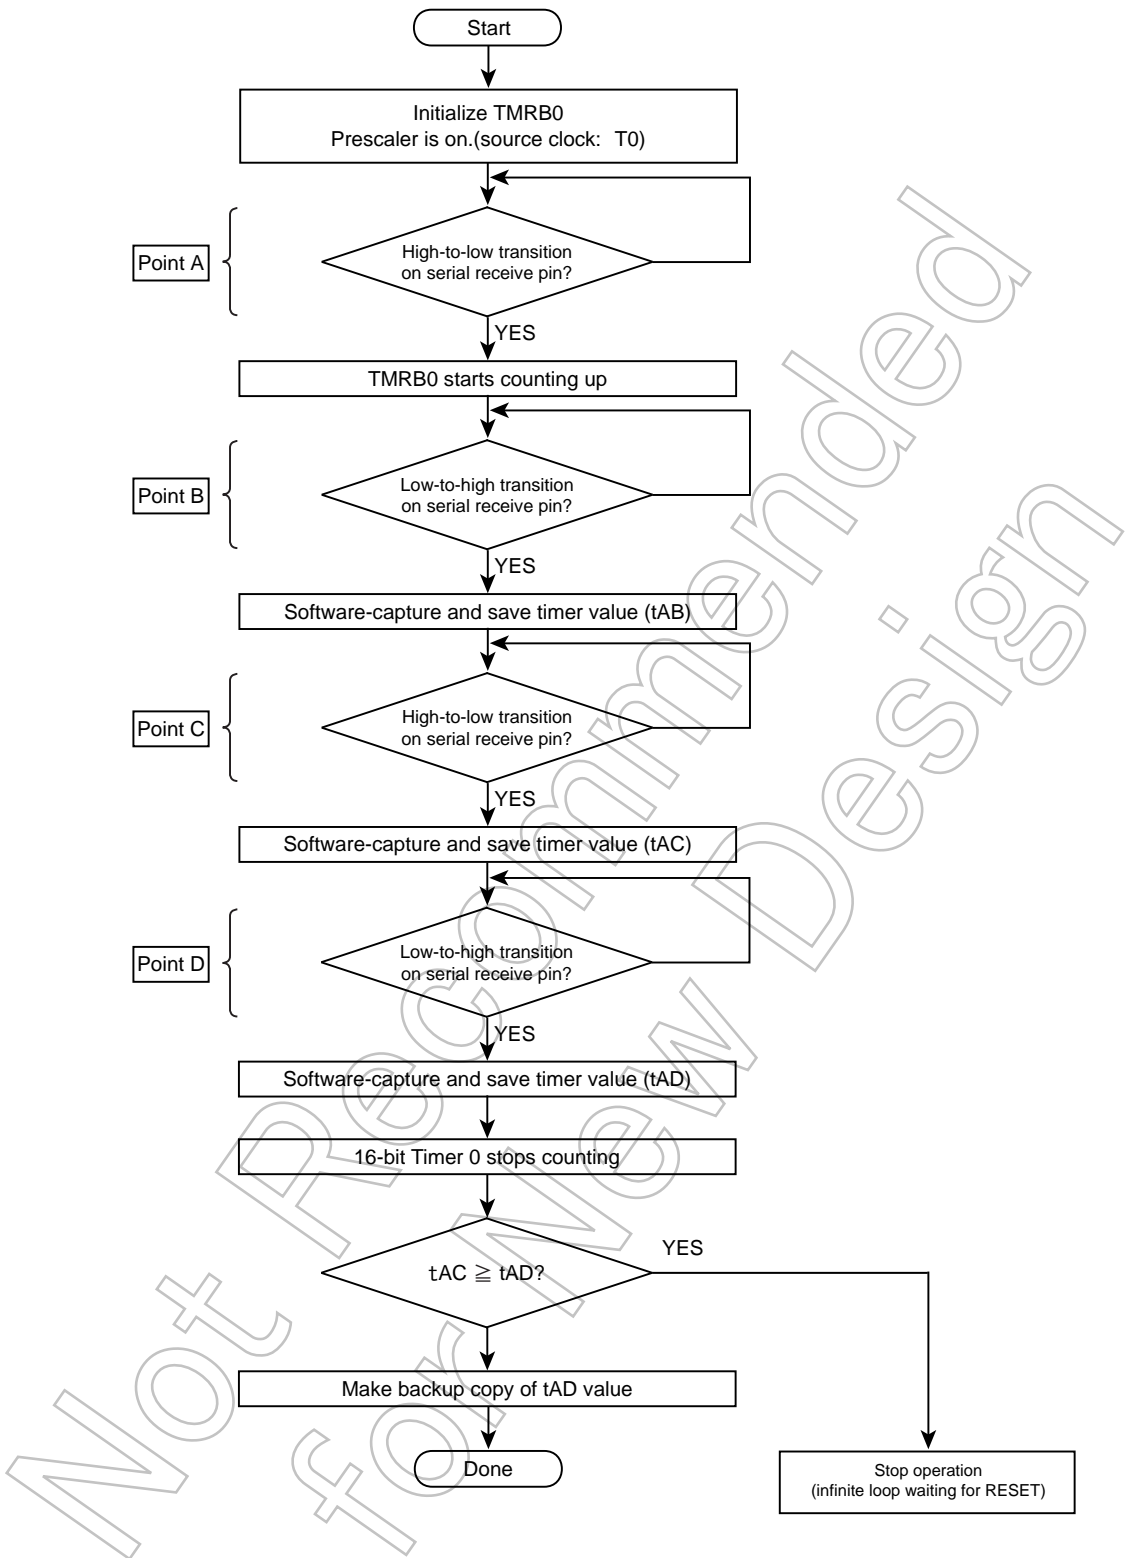 Start
Initialize TMRB0
Prescaler is on.(source clock: T0)
Point A
High-to-low transition
on serial receive pin?
YES
TMRB0 starts counting up
Point B
Low-to-high transition
on serial receive pin?
YES
Software-capture and save timer value (tAB)
Point C
High-to-low transition
on serial receive pin?
YES
Software-capture and save timer value (tAC)
Point D
Low-to-high transition
on serial receive pin?
YES
Software-capture and save timer value (tAD)
16-bit Timer 0 stops counting
tAC ≧ tAD?
YES
Make backup copy of tAD value
Done
Stop operation
(infinite loop waiting for RESET)
Not Recommended
for New Design